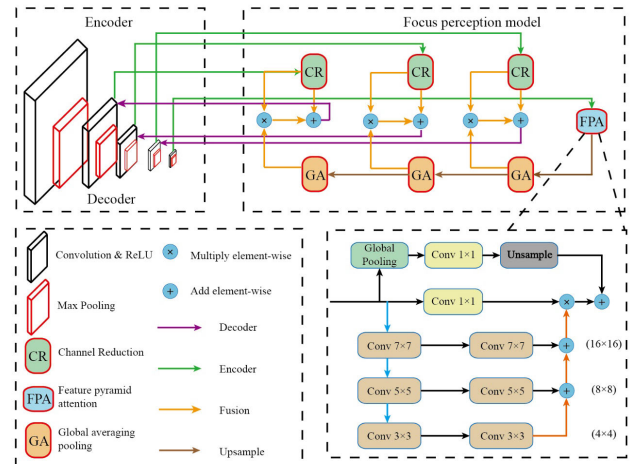 Encoder
Focus perception model
CR
CR
CR
×
+
×
+
×
+
FPA
GA
GA
GA
Decoder
Convolution & ReLU
Max Pooling
CR
Channel Reduction
FPA
Feature pyramid
attention
GA
Global averaging
pooling
×
Multiply element-wise
+
Add element-wise
Decoder
Encoder
Fusion
Upsample
Global
Pooling
Conv 1×1
Unsample
Conv 1×1
×
+
Conv 7×7
Conv 7×7
+
(16×16)
Conv 5×5
Conv 5×5
+
(8×8)
Conv 3×3
Conv 3×3
(4×4)